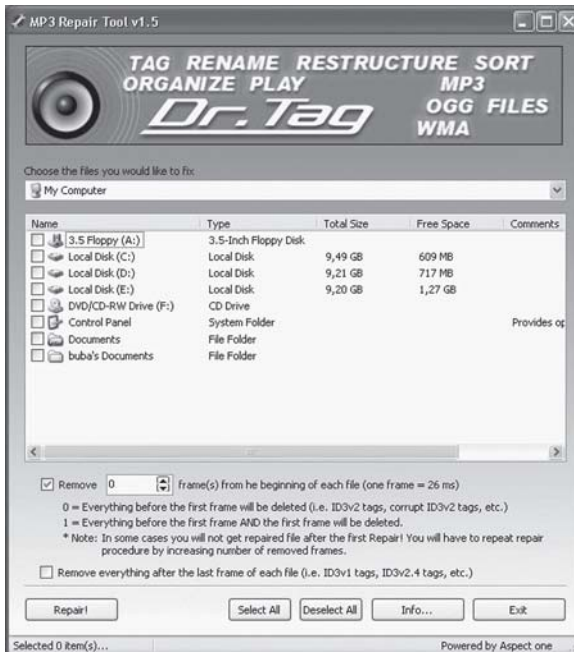 MP3 Repair Tool v1.5
TAG RENAME RESTRUCTURE SORT
ORGANIZE PLAY MP3
Dr. Tag OGG FILES
WMA
Choose the files you would like to fix
My Computer
Name Type Total Size Free Space Comments
3.5 Floppy (A:) 3.5-Inch Floppy Disk
Local Disk (C:) Local Disk 9,49 GB 609 MB
Local Disk (D:) Local Disk 9,21 GB 717 MB
Local Disk (E:) Local Disk 9,20 GB 1,27 GB
DVD/CD-RW Drive (F:) CD Drive
Control Panel System Folder Provides op
Documents File Folder
buba's Documents File Folder
Remove 0 frame(s) from he beginning of each file (one frame = 26 ms)
0 = Everything before the first frame will be deleted (i.e. ID3v2 tags, corrupt ID3v2 tags, etc.)
1 = Everything before the first frame AND the first frame will be deleted.
* Note: In some cases you will not get repaired file after the first Repair! You will have to repeat repair
procedure by increasing number of removed frames.
Remove everything after the last frame of each file (i.e. ID3v1 tags, ID3v2.4 tags, etc.)
Repair! Select All Deselect All Info... Exit
Selected 0 item(s)... Powered by Aspect one